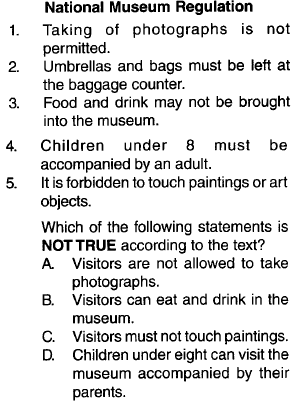 National Museum Regulation
1. Taking of photographs is not
permitted.
2. Umbrellas and bags must be left at
the baggage counter.
3. Food and drink may not be brought
into the museum.
4. Children under 8 must be
accompanied by an adult.
5. It is forbidden to touch paintings or art
objects.
Which of the following statements is
NOT TRUE according to the text?
A. Visitors are not allowed to take
photographs.
B. Visitors can eat and drink in the
museum.
C. Visitors must not touch paintings.
D. Children under eight can visit the
museum accompanied by their
parents.